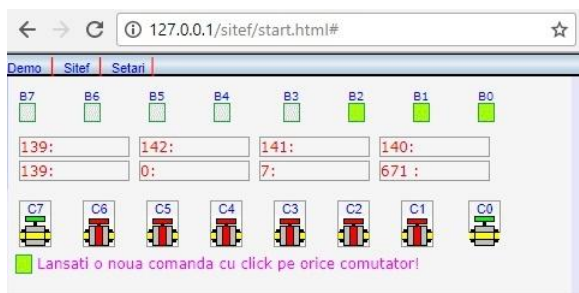 127.0.0.1/sitef/start.html#
Demo Sitef Setari
B7 B6 B5 B4 B3 B2 B1 B0
139: 142: 141: 140:
139: 0: 7: 671 :
C7 C6 C5 C4 C3 C2 C1 C0
Lansati o noua comanda cu click pe orice comutator!